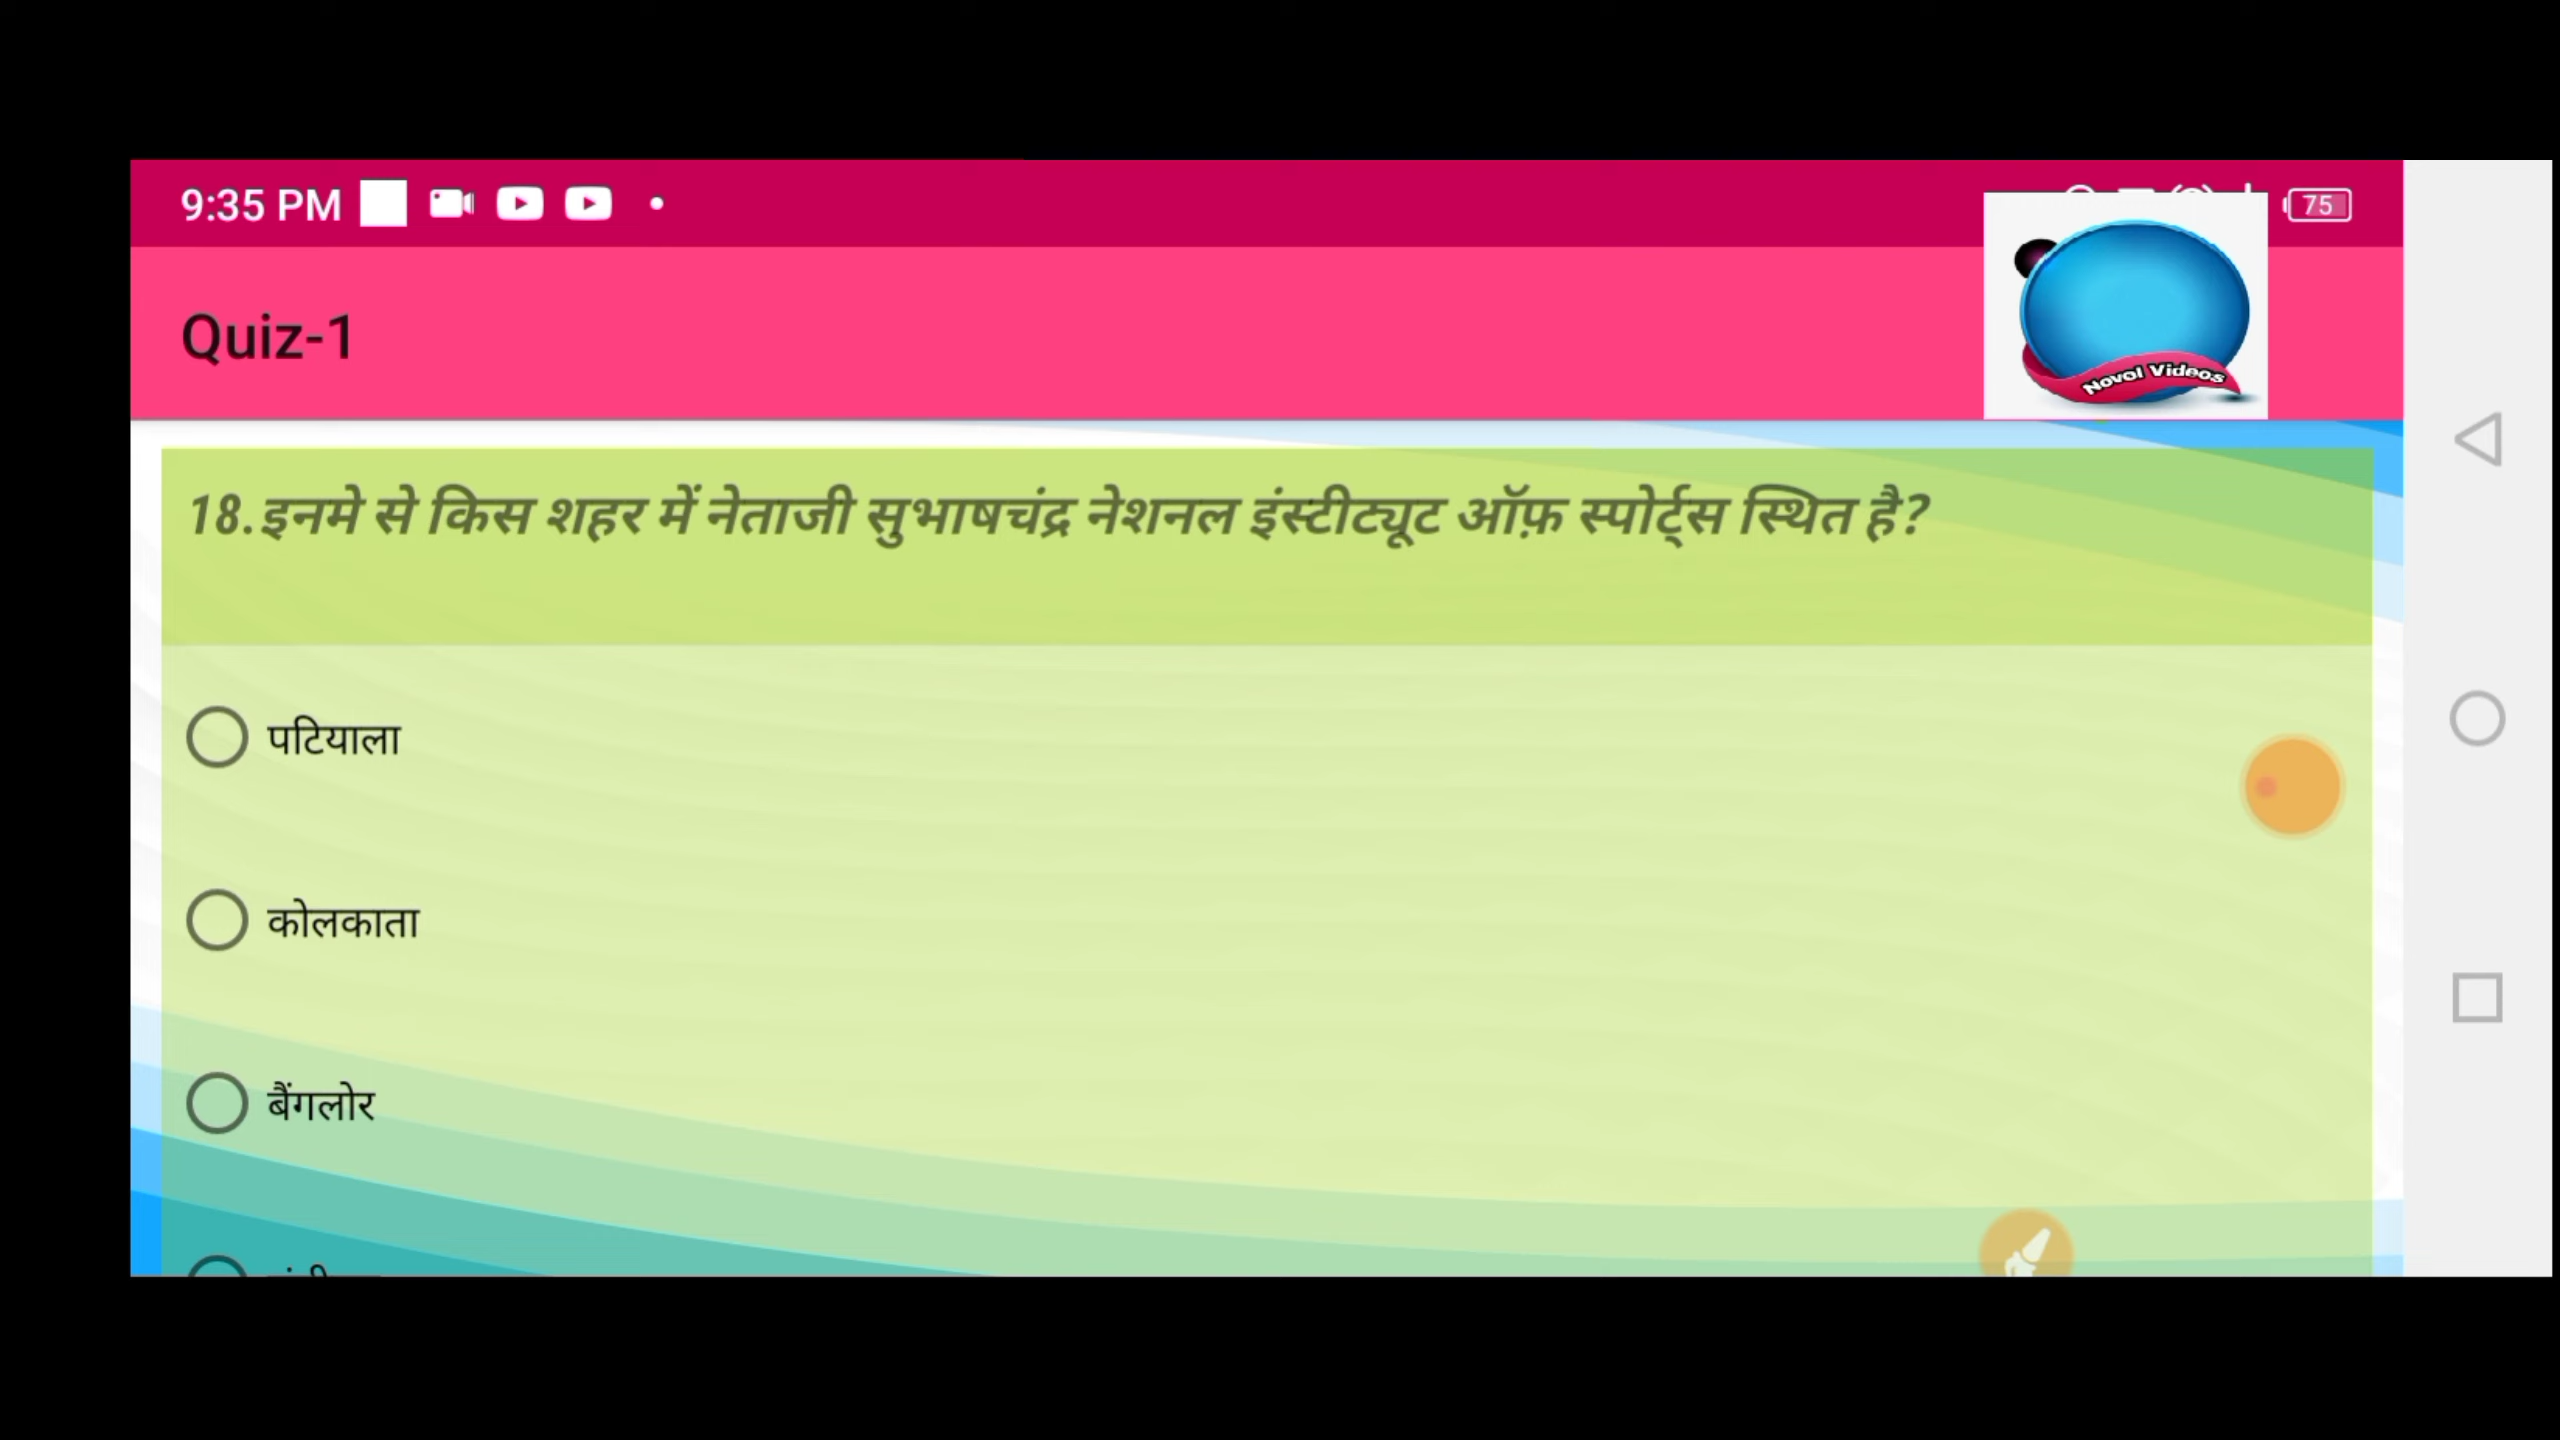 9:35 PM
75
Quiz-1
Novol Videos
18.इनमे से किस शहर में नेताजी सुभाषचंद्र नेशनल इंस्टीट्यूट ऑफ़ स्पोर्ट्स स्थित है?
पटियाला
कोलकाता
बैंगलोर